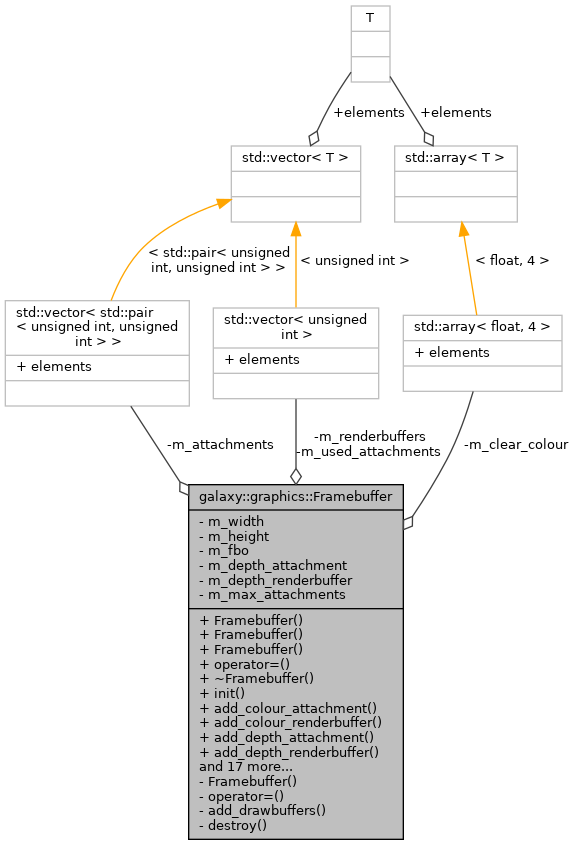 T
+elements
+elements
std::vector< T >
std::array< T >
< std::pair< unsigned
int, unsigned int > >
< unsigned int >
< float, 4 >
std::vector< std::pair
< unsigned int, unsigned
int > >
+ elements
std::vector< unsigned
int >
+ elements
std::array< float, 4 >
+ elements
-m_attachments
-m_renderbuffers
-m_used_attachments
-m_clear_colour
galaxy::graphics::Framebuffer
- m_width
- m_height
- m_fbo
- m_depth_attachment
- m_depth_renderbuffer
- m_max_attachments
+ Framebuffer()
+ Framebuffer()
+ Framebuffer()
+ operator=()
+ ~Framebuffer()
+ init()
+ add_colour_attachment()
+ add_colour_renderbuffer()
+ add_depth_attachment()
+ add_depth_renderbuffer()
and 17 more...
- Framebuffer()
- operator=()
- add_drawbuffers()
- destroy()